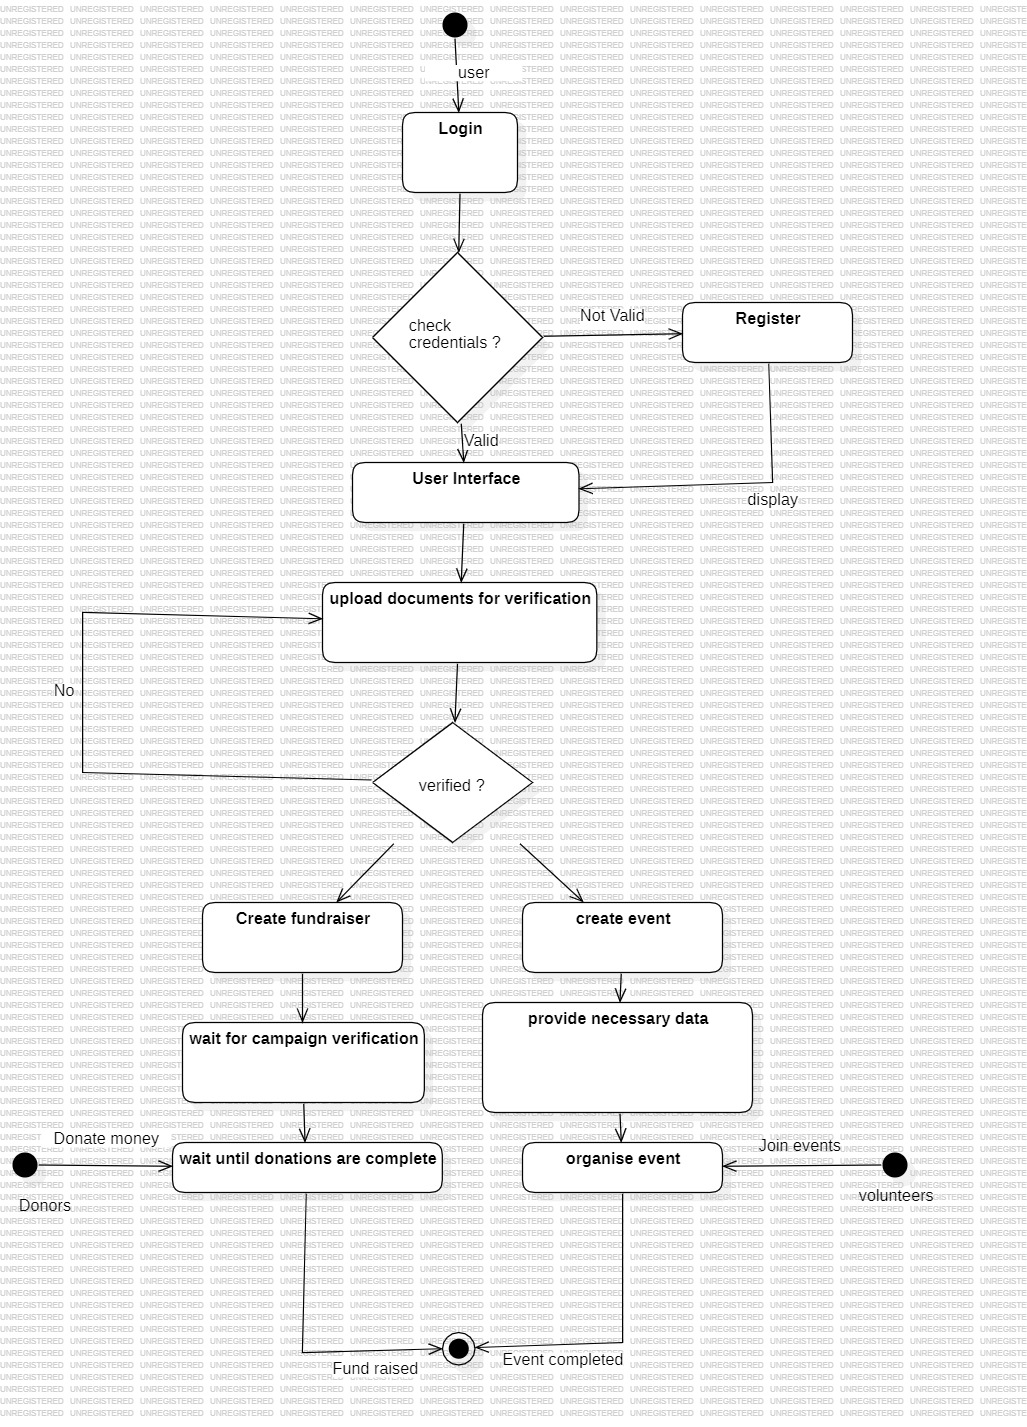 user
Login
check
credentials ?
Not Valid
Register
Valid
User Interface
display
upload documents for verification
No
verified ?
Create fundraiser
create event
wait for campaign verification
provide necessary data
Donate money
wait until donations are complete
organise event
Join events
Donors
volunteers
Fund raised
Event completed
UNREGISTERED